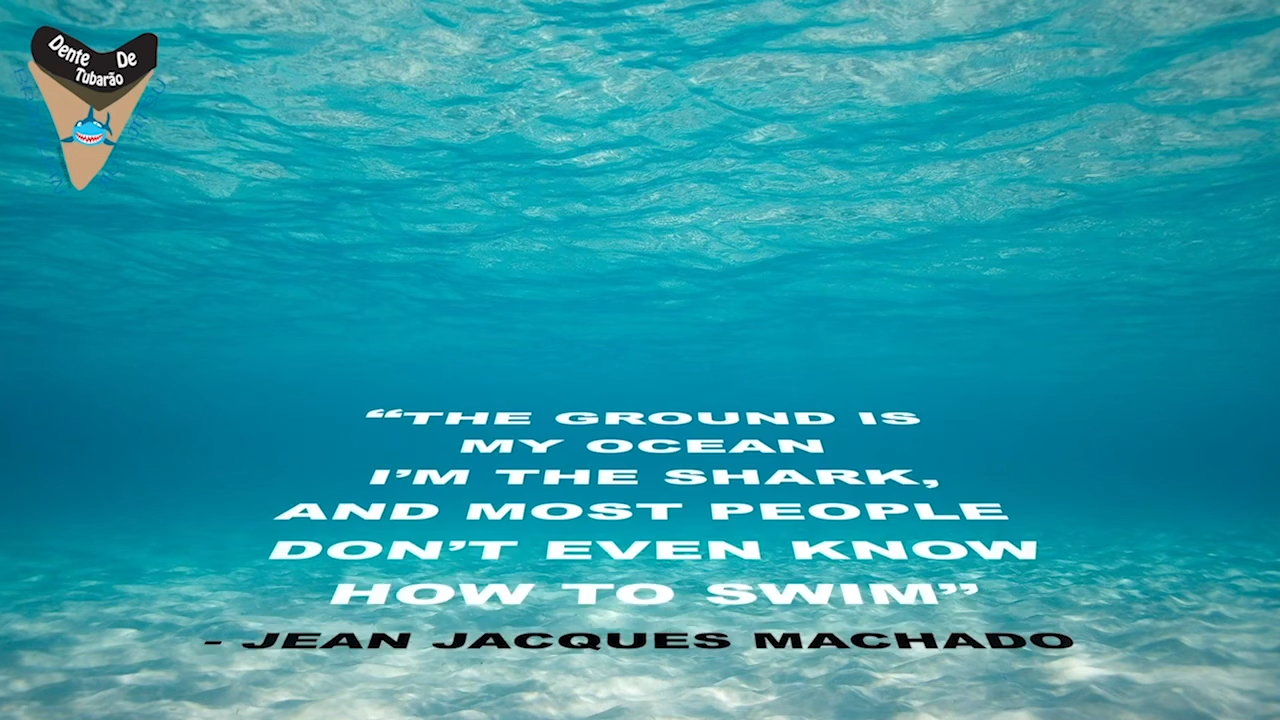 Dente De
Tubarão
“THE GROUND IS
MY OCEAN
I’M THE SHARK,
AND MOST PEOPLE
DON’T EVEN KNOW
HOW TO SWIM”
- JEAN JACQUES MACHADO